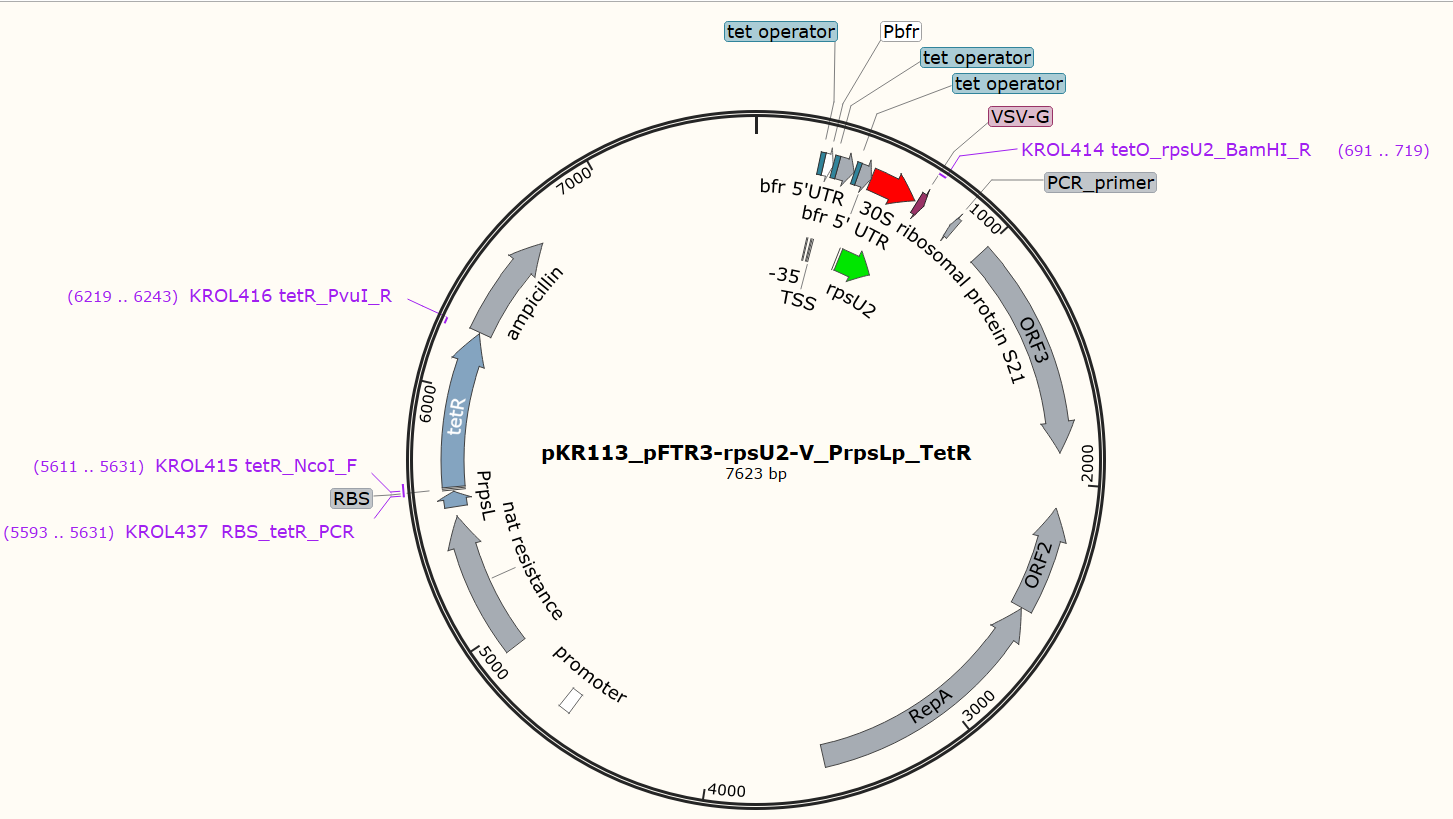 tet operator
Pbfr
tet operator
tet operator
VSV-G
KROL414 tetO_rpsU2_BamHI_R (691 .. 719)
PCR_primer
7000
bfr 5'UTR
bfr 5' UTR
30S ribosomal protein S21
1000
-35
TSS
rpsU2
ampicillin
(6219 .. 6243) KROL416 tetR_PvuI_R
ORF3
6000
tetR
pKR113_pFTR3-rpsU2-V_PrpsLp_TetR
7623 bp
2000
(5611 .. 5631) KROL415 tetR_NcoI_F
RBS
PrpsL
(5593 .. 5631) KROL437 RBS_tetR_PCR
nat resistance
ORF2
5000
promoter
RepA
3000
4000